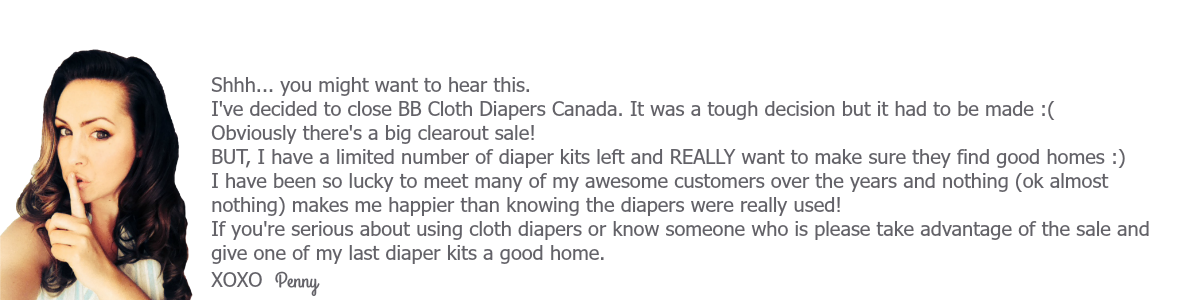 Shhh... you might want to hear this.
I've decided to close BB Cloth Diapers Canada. It was a tough decision but it had to be made :(
Obviously there's a big clearout sale!
BUT, I have a limited number of diaper kits left and REALLY want to make sure they find good homes :)
I have been so lucky to meet many of my awesome customers over the years and nothing (ok almost
nothing) makes me happier than knowing the diapers were really used!
If you're serious about using cloth diapers or know someone who is please take advantage of the sale and
give one of my last diaper kits a good home.
XOXO Penny